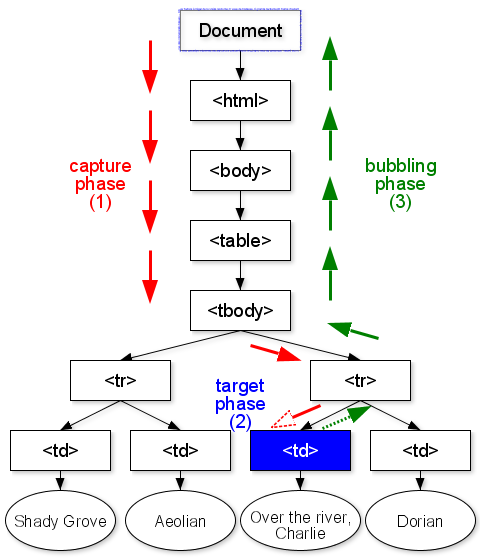 Document
<html>
capture
phase
(1)
<body>
bubbling
phase
(3)
<table>
<tbody>
<tr>
target
phase
(2)
<tr>
<td>
<td>
<td>
<td>
Shady Grove
Aeolian
Over the river,
Charlie
Dorian